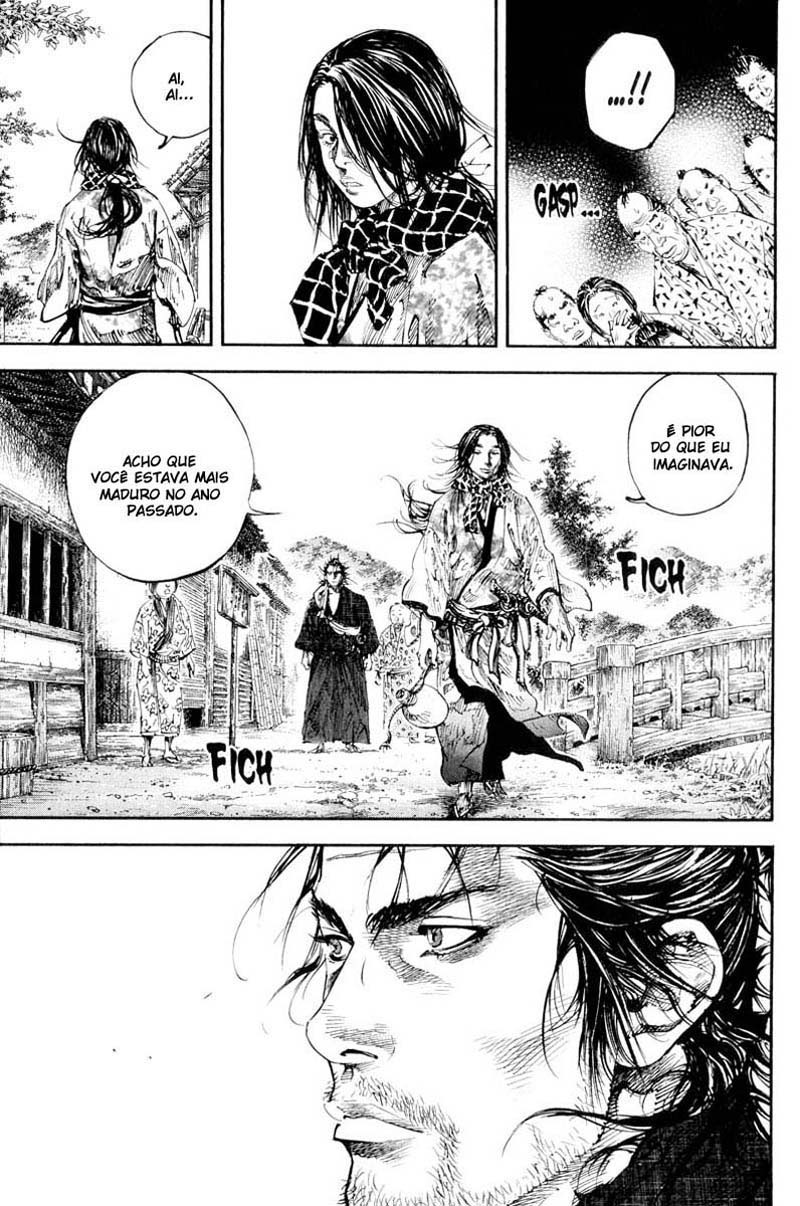 ...!!
GASP...
AI,
AI...
É PIOR
DO QUE EU
IMAGINAVA.
FICH
ACHO QUE
VOCÊ ESTAVA MAIS
MADURO NO ANO
PASSADO.
FICH